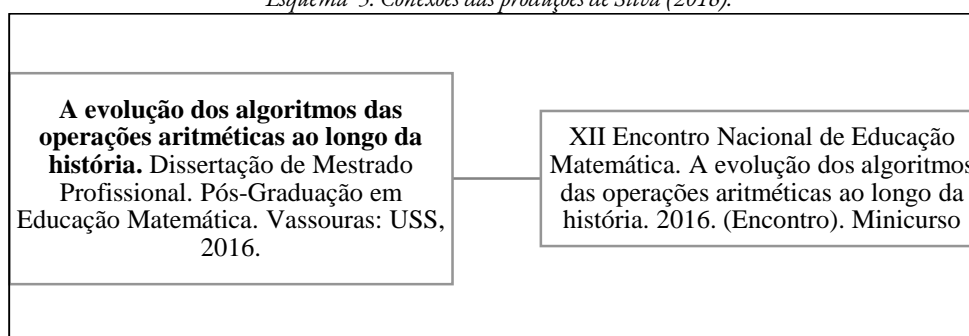 Esquema 3. Conexões das produções de Silva (2016).
A evolução dos algoritmos das
operações aritméticas ao longo da
história. Dissertação de Mestrado
Profissional. Pós-Graduação em
Educação Matemática. Vassouras: USS,
2016.
XII Encontro Nacional de Educação
Matemática. A evolução dos algoritmos
das operações aritméticas ao longo da
história. 2016. (Encontro). Minicurso